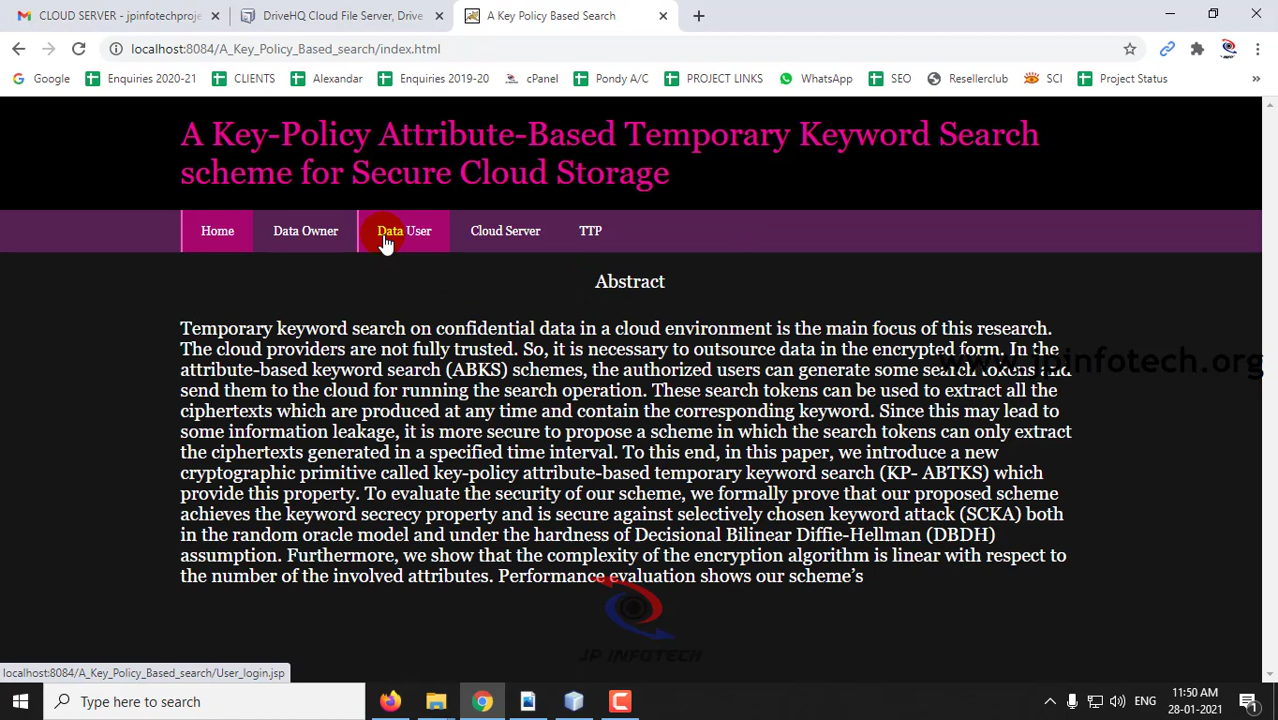 CLOUD SERVER - jpinfotechproje
DriveHQ Cloud File Server, Drive
A Key Policy Based Search
localhost:8084/A_Key_Policy_Based_search/index.html
Google
Enquiries 2020-21
CLIENTS
Alexandar
Enquiries 2019-20
cPanel
Pondy A/C
PROJECT LINKS
WhatsApp
SEO
Resellerclub
SCI
Project Status
A Key-Policy Attribute-Based Temporary Keyword Search
scheme for Secure Cloud Storage
Home
Data Owner
Data User
Cloud Server
TTP
Abstract
Temporary keyword search on confidential data in a cloud environment is the main focus of this research.
The cloud providers are not fully trusted. So, it is necessary to outsource data in the encrypted form. In the
www.jpinfotech.org
attribute-based keyword search (ABKS) schemes, the authorized users can generate some search tokens and
send them to the cloud for running the search operation. These search tokens can be used to extract all the
ciphertexts which are produced at any time and contain the corresponding keyword. Since this may lead to
some information leakage, it is more secure to propose a scheme in which the search tokens can only extract
the ciphertexts generated in a specified time interval. To this end, in this paper, we introduce a new
cryptographic primitive called key-policy attribute-based temporary keyword search (KP- ABTKS) which
provide this property. To evaluate the security of our scheme, we formally prove that our proposed scheme
achieves the keyword secrecy property and is secure against selectively chosen keyword attack (SCKA) both
in the random oracle model and under the hardness of Decisional Bilinear Diffie-Hellman (DBDH)
assumption. Furthermore, we show that the complexity of the encryption algorithm is linear with respect to
the number of the involved attributes. Performance evaluation shows our scheme's
JP INFOTECH
localhost:8084/A_Key_Policy_Based_search/User_login.jsp
Type here to search
ENG
11:50 AM
28-01-2021